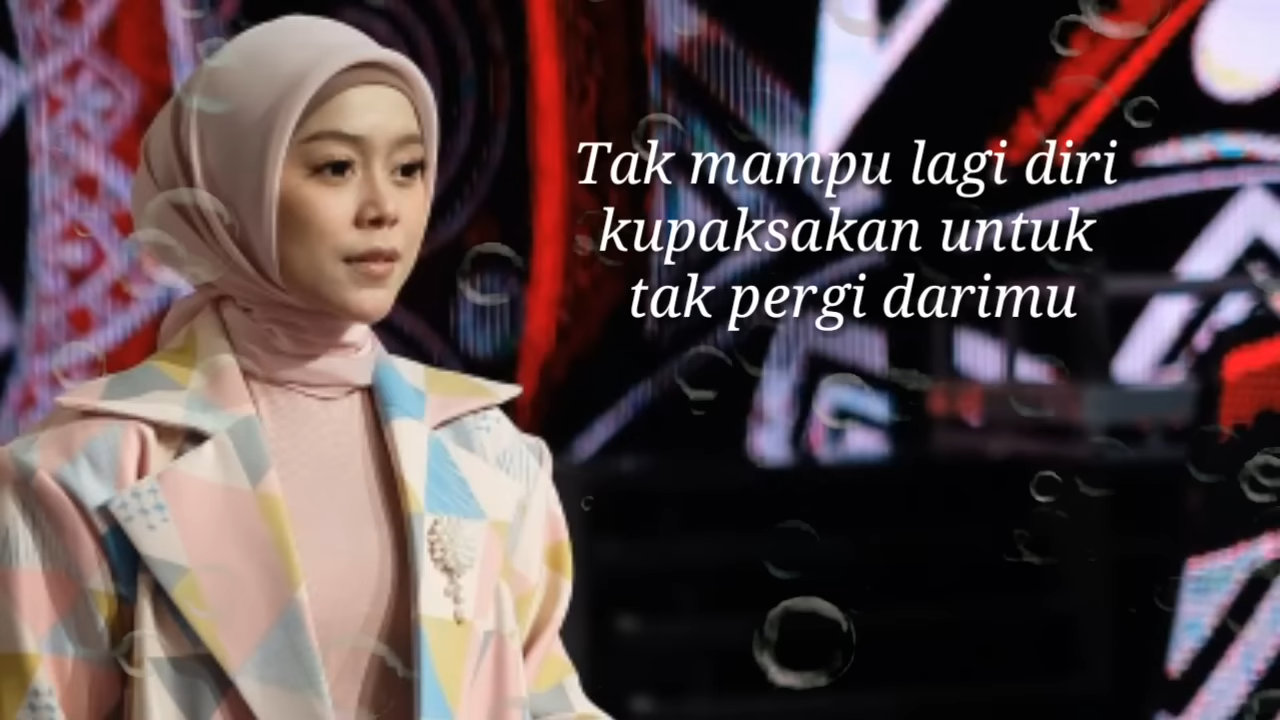 Tak mampu lagi diri
kupaksakan untuk
tak pergi darimu